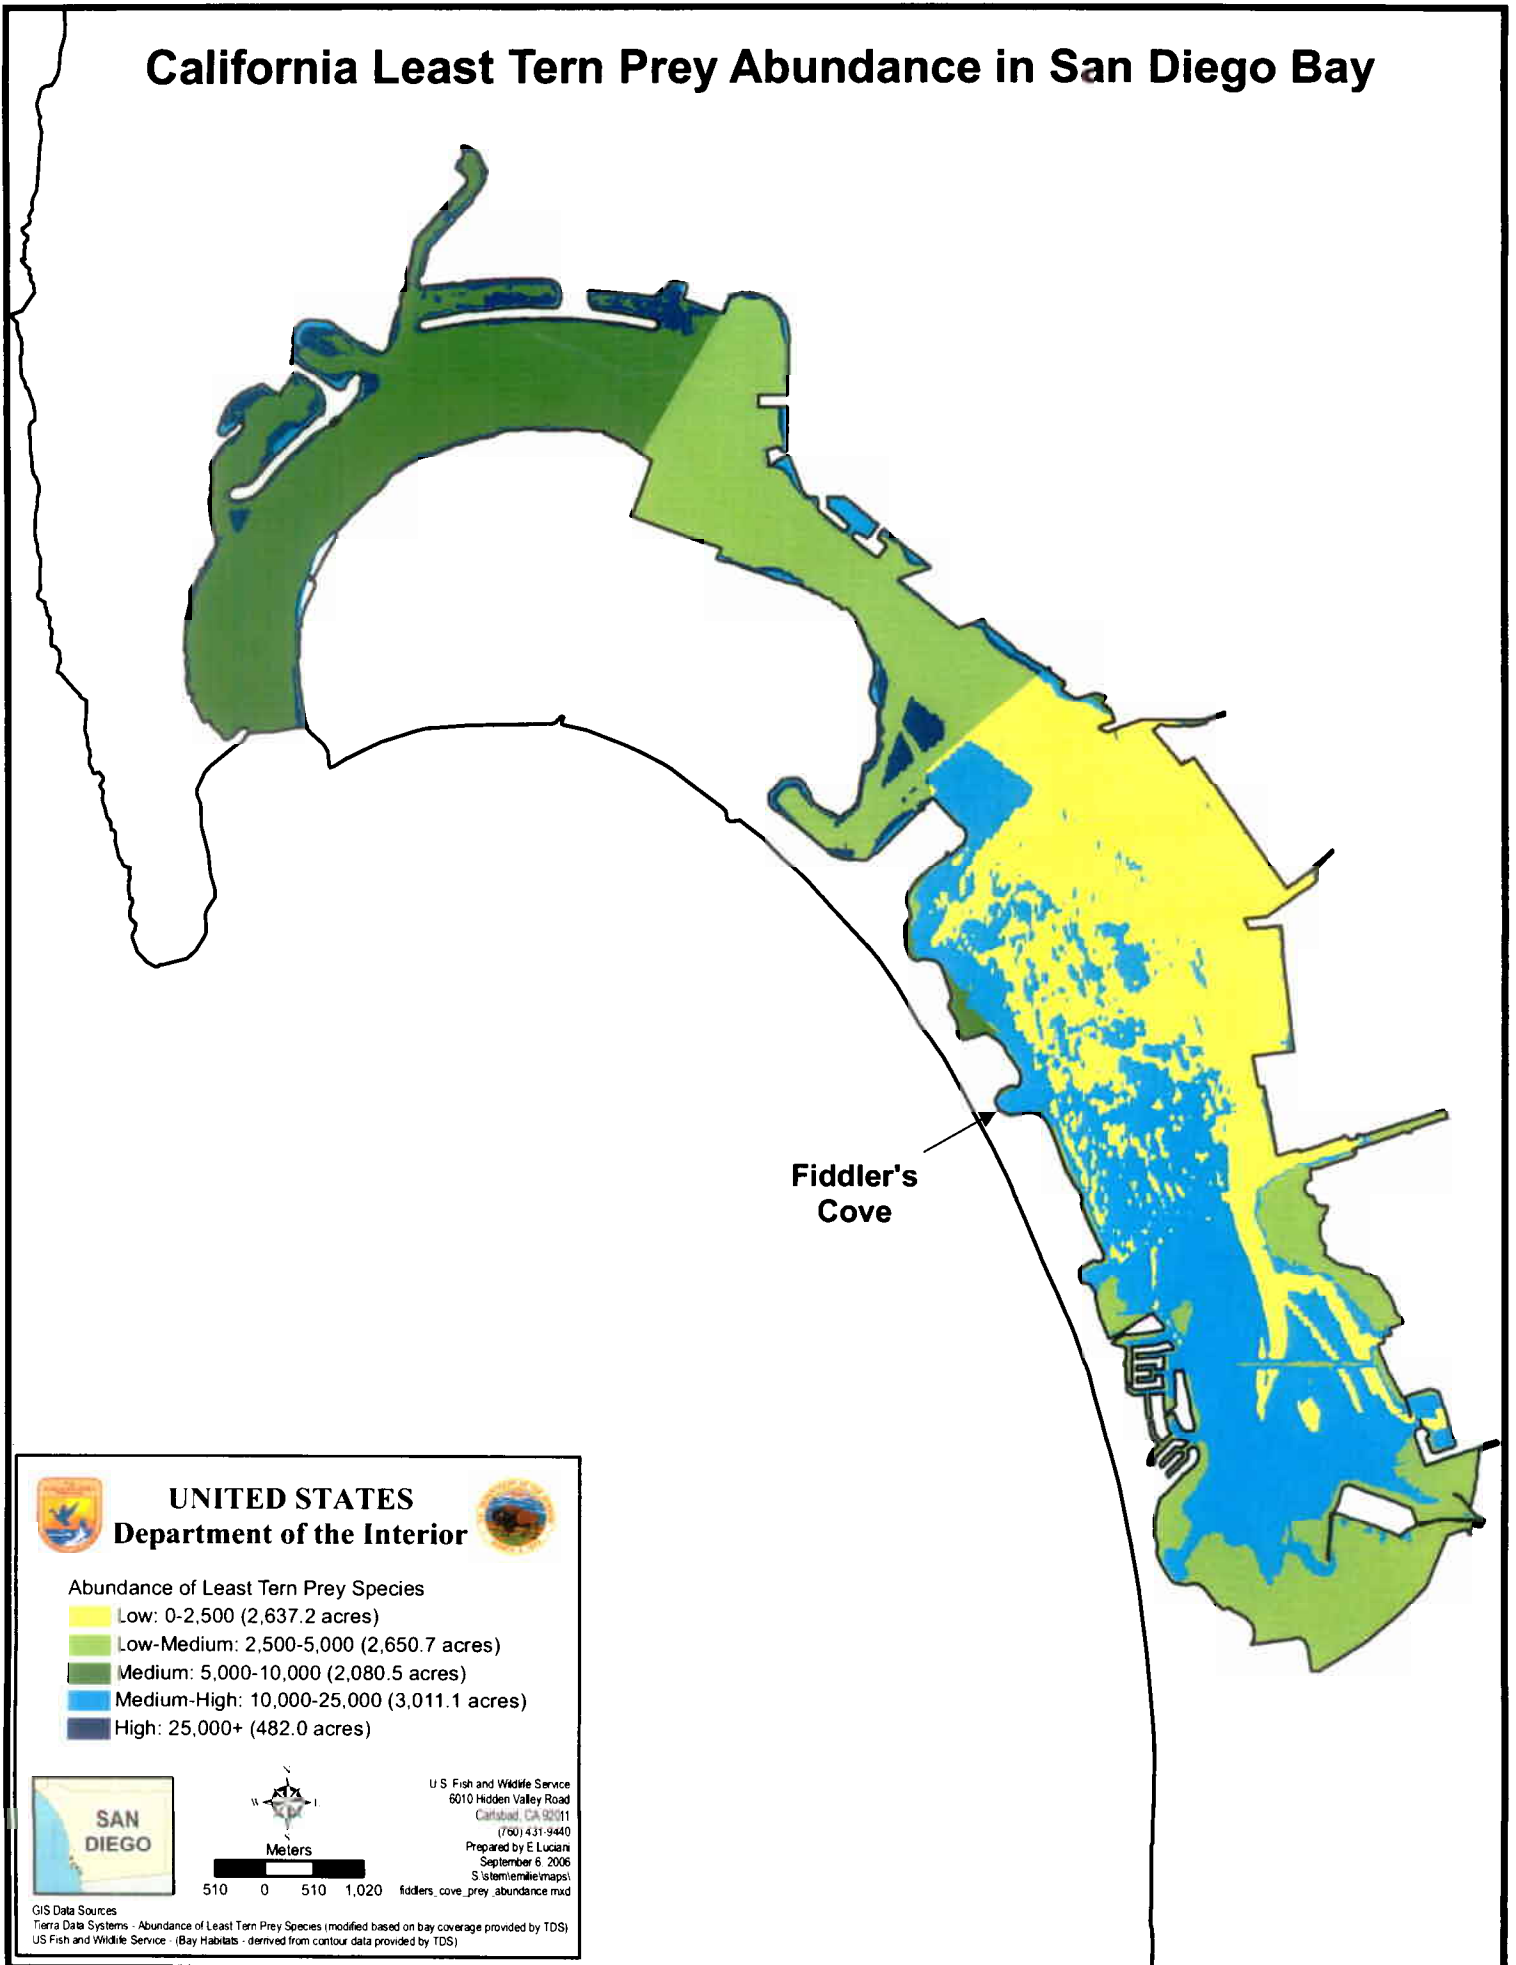 California Least Tern Prey Abundance in San Diego Bay
Fiddler's
Cove
UNITED STATES
Department of the Interior
Abundance of Least Tern Prey Species
Low: 0-2,500 (2,637.2 acres)
Low-Medium: 2,500-5,000 (2,650.7 acres)
Medium: 5,000-10,000 (2,080.5 acres)
Medium-High: 10,000-25,000 (3,011.1 acres)
High: 25,000+ (482.0 acres)
SAN
DIEGO
N
W
S
Meters
510 0 510 1,020
U S Fish and Wildlife Service
6010 Hidden Valley Road
Carlsbad, CA 92011
(760) 431-9440
Prepared by E Luciani
September 6 2006
S \stem\emilie\maps\
fiddlers_cove_prey_abundance mxd
GIS Data Sources
Tierra Data Systems - Abundance of Least Tern Prey Species (modified based on bay coverage provided by TDS)
US Fish and Wildlife Service - (Bay Habitats - derrved from contour data provided by TDS)